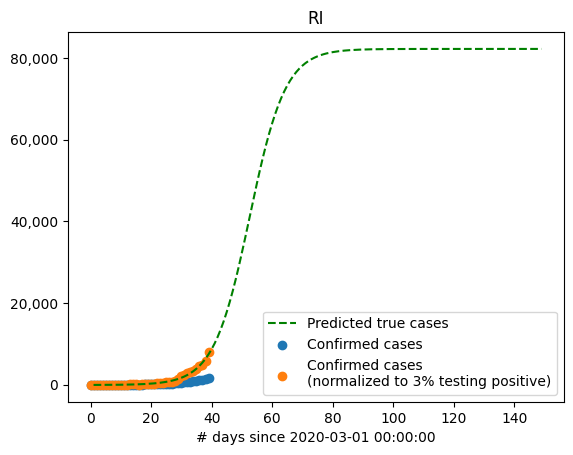 RI
80,000
60,000
40,000
20,000
0
Predicted true cases
Confirmed cases
Confirmed cases
(normalized to 3% testing positive)
0 20 40 60 80 100 120 140
# days since 2020-03-01 00:00:00